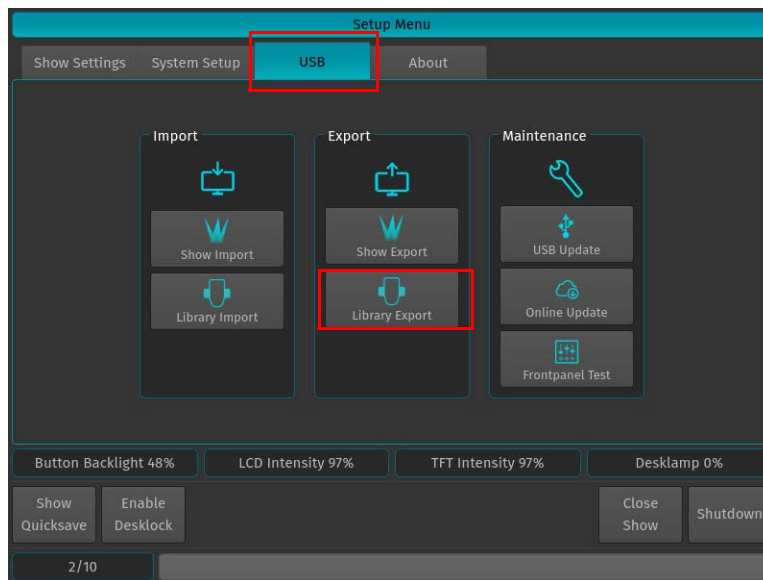 Setup Menu
Show Settings System Setup USB About
Import Export Maintenance
Show Import Show Export USB Update
Library Import Library Export Online Update
Frontpanel Test
Button Backlight 48% LCD Intensity 97% TFT Intensity 97% Desklamp 0%
Show Enable Close Shutdown
Quicksave Desklock Show
2/10